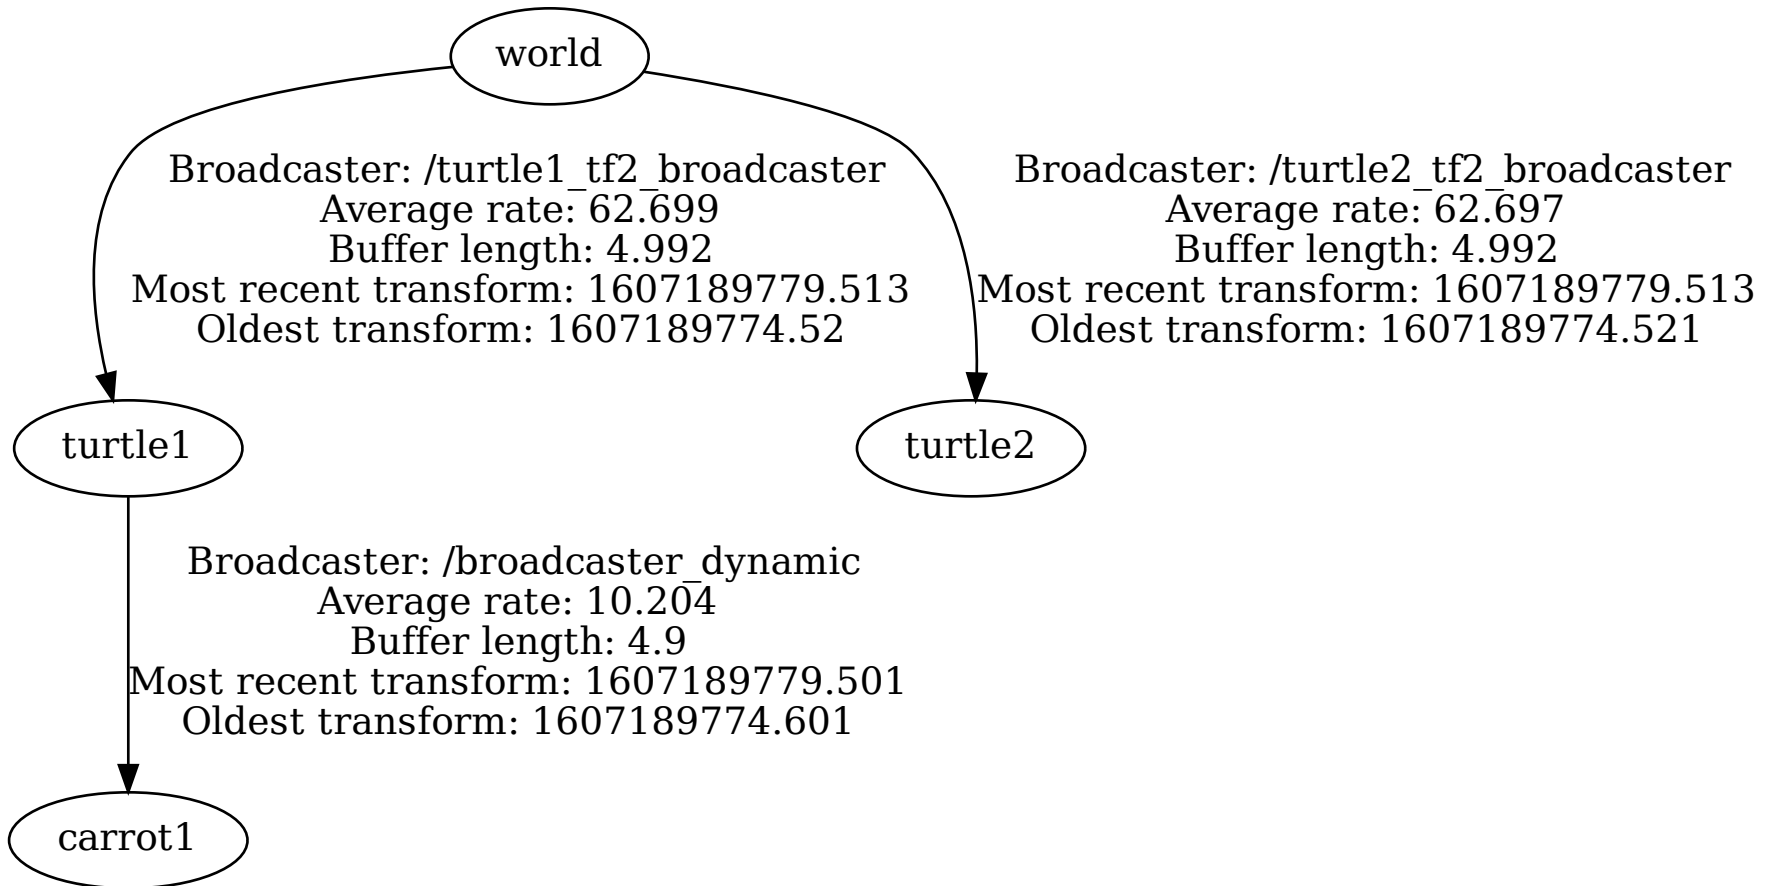 world
Broadcaster: /turtle1_tf2_broadcaster
Average rate: 62.699
Buffer length: 4.992
Most recent transform: 1607189779.513
Oldest transform: 1607189774.52
Broadcaster: /turtle2_tf2_broadcaster
Average rate: 62.697
Buffer length: 4.992
Most recent transform: 1607189779.513
Oldest transform: 1607189774.521
turtle1
turtle2
Broadcaster: /broadcaster_dynamic
Average rate: 10.204
Buffer length: 4.9
Most recent transform: 1607189779.501
Oldest transform: 1607189774.601
carrot1